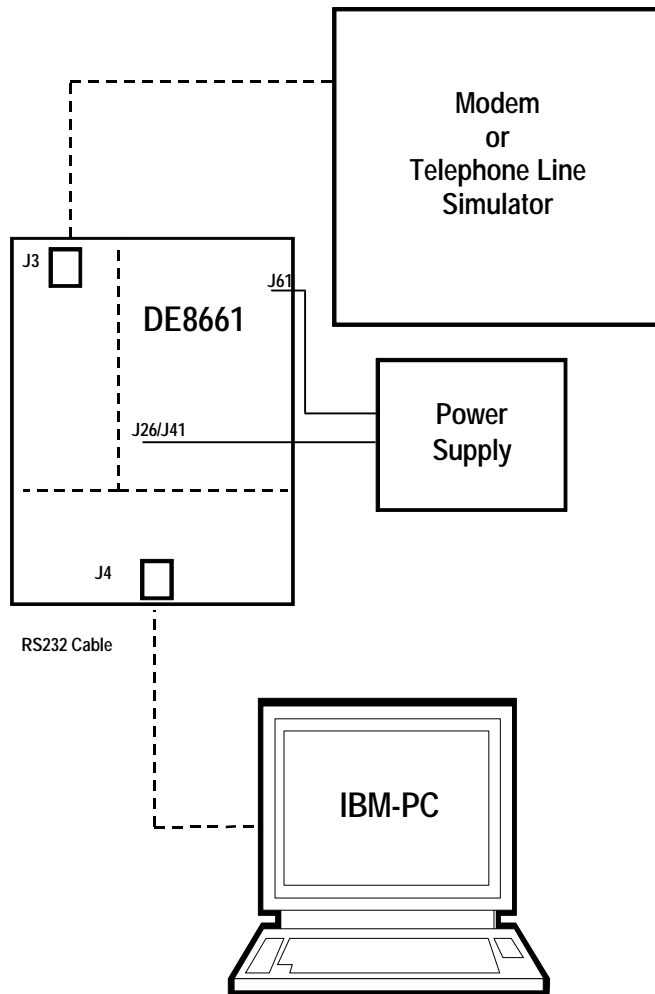 Modem
or
Telephone Line
Simulator
J3
J61
DE8661
J26/J41
Power
Supply
J4
RS232 Cable
IBM-PC